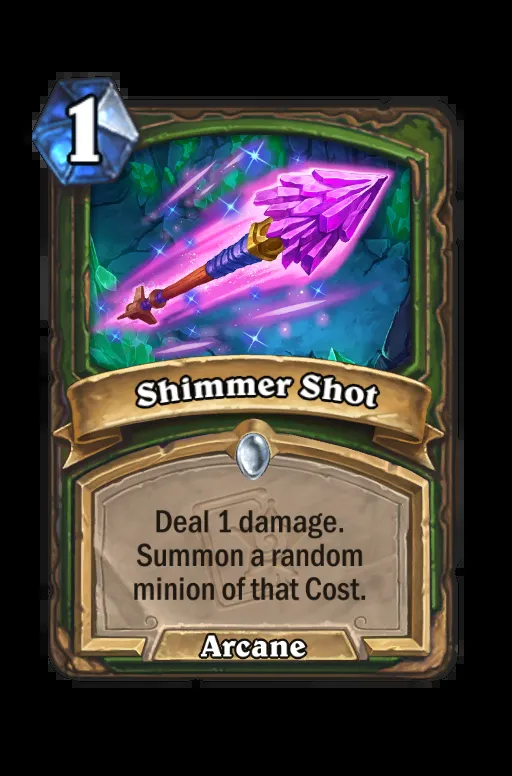 1
Shimmer Shot
Deal 1 damage.
Summon a random
minion of that Cost.
Arcane